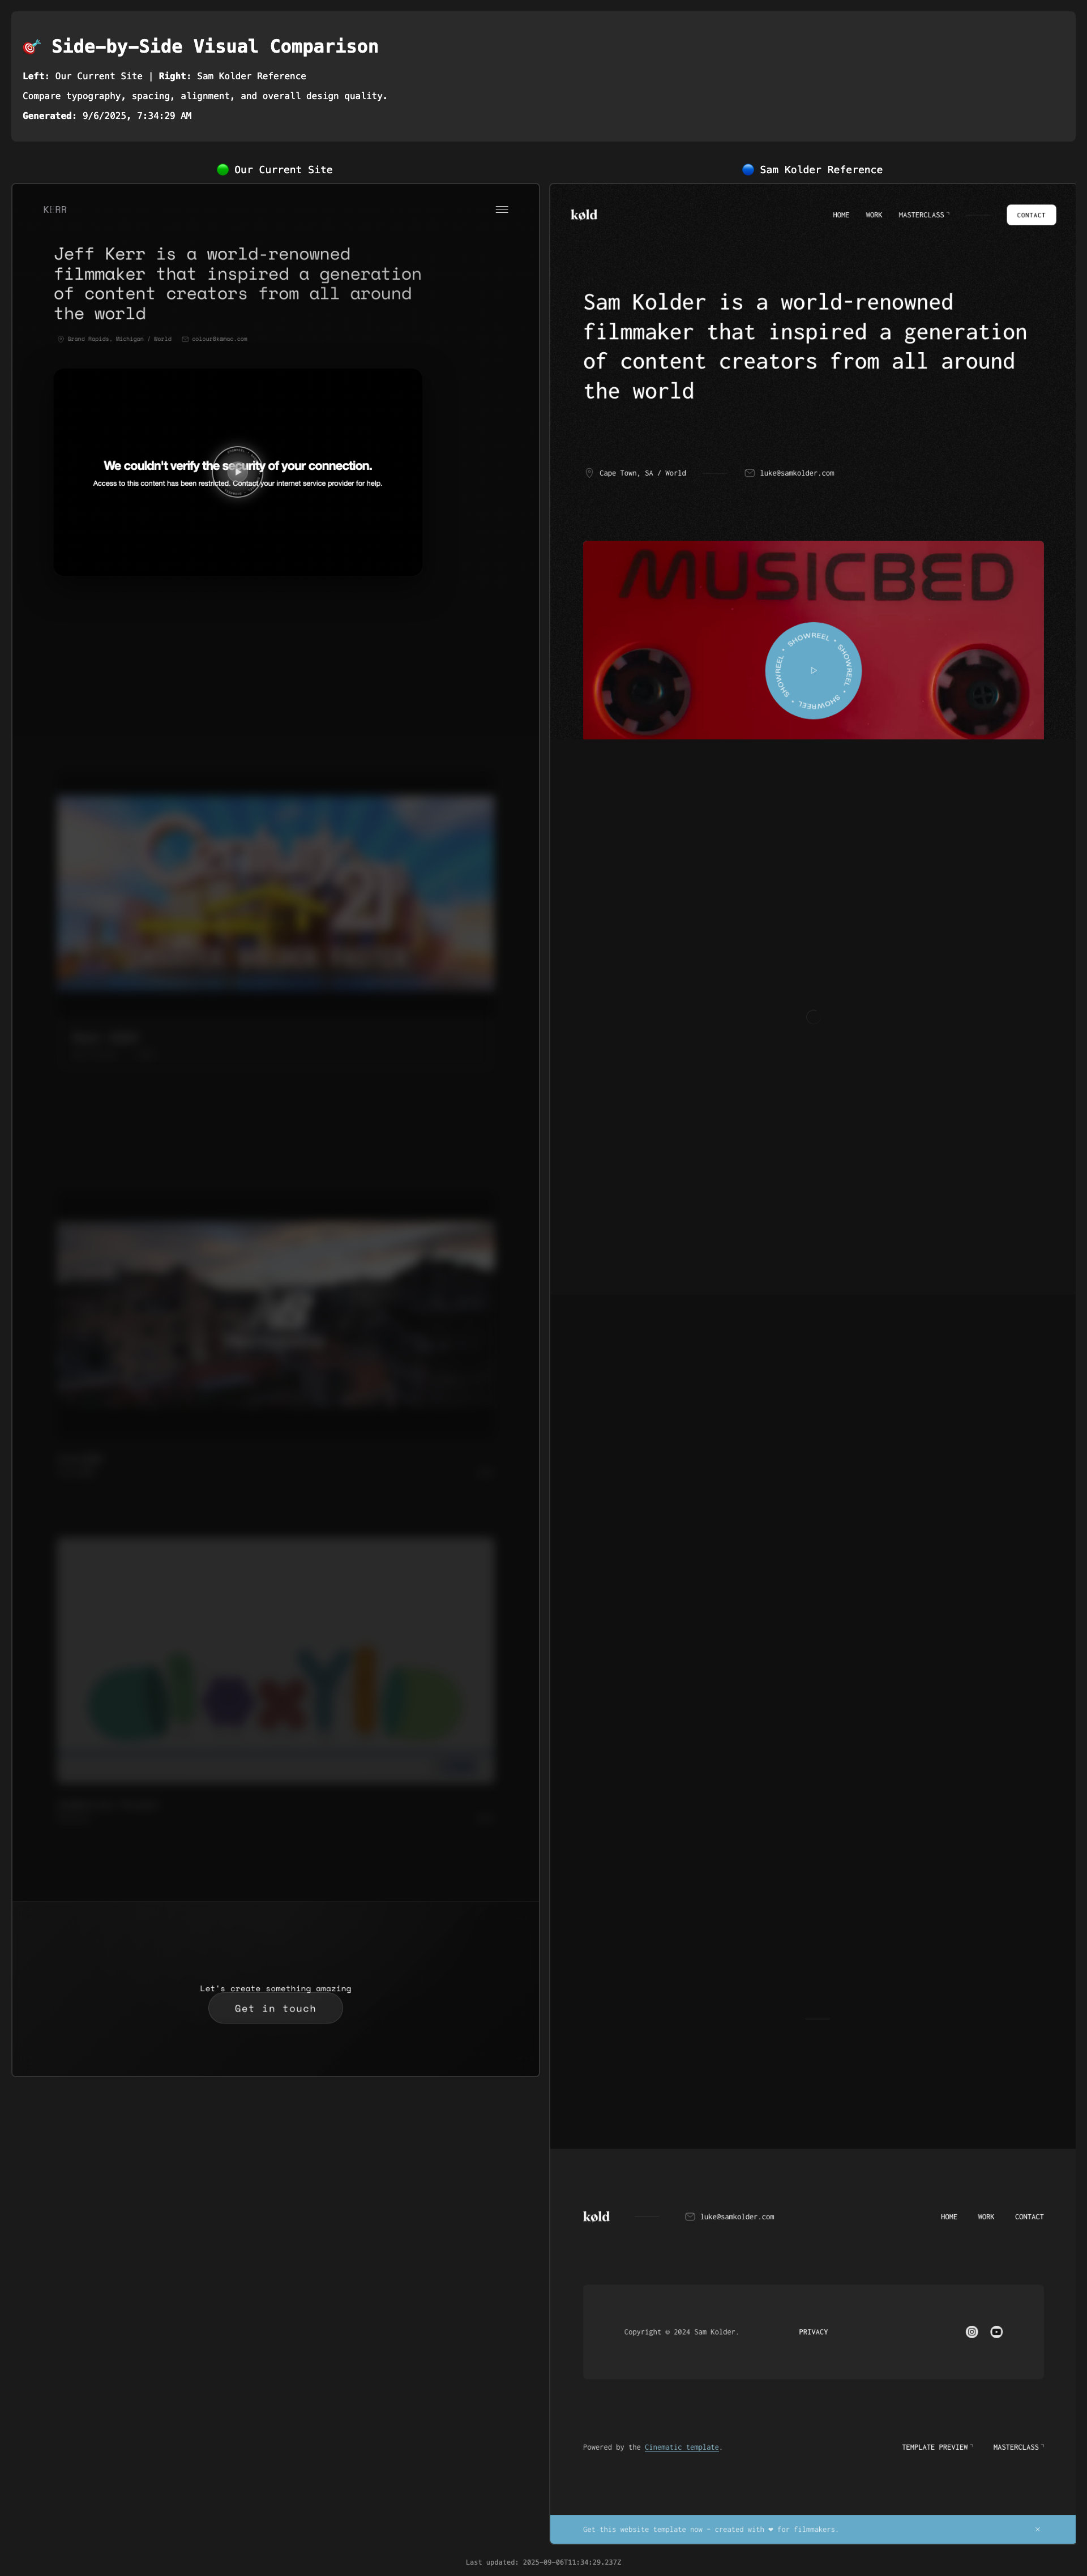 🎯 Side-by-Side Visual Comparison
Left: Our Current Site | Right: Sam Kolder Reference
Compare typography, spacing, alignment, and overall design quality.
Generated: 9/6/2025, 7:34:29 AM
🟢 Our Current Site
KERR
Jeff Kerr is a world-renowned
filmmaker that inspired a generation
of content creators from all around
the world
Grand Rapids, Michigan / World
We couldn't verify the security of your connection.
Access to this content has been restricted. Contact your internet service provider for help.
Century
21
Let's create something amazing
Get in touch
🔵 Sam Kolder Reference
køld
HOME WORK MASTERCLASS CONTACT
Sam Kolder is a world-renowned
filmmaker that inspired a generation
of content creators from all around
the world
Cape Town, SA / World luke@samkolder.com
MUSICBED
SHOWREEL • SHOWREEL • SHOWREEL • SHOWREEL •
køld luke@samkolder.com HOME WORK CONTACT
Copyright © 2024 Sam Kolder. PRIVACY
Powered by the Cinematic template. TEMPLATE PREVIEW MASTERCLASS
Get this website template now – created with ❤ for filmmakers. ×
Last updated: 2025-09-06T11:34:29.237Z